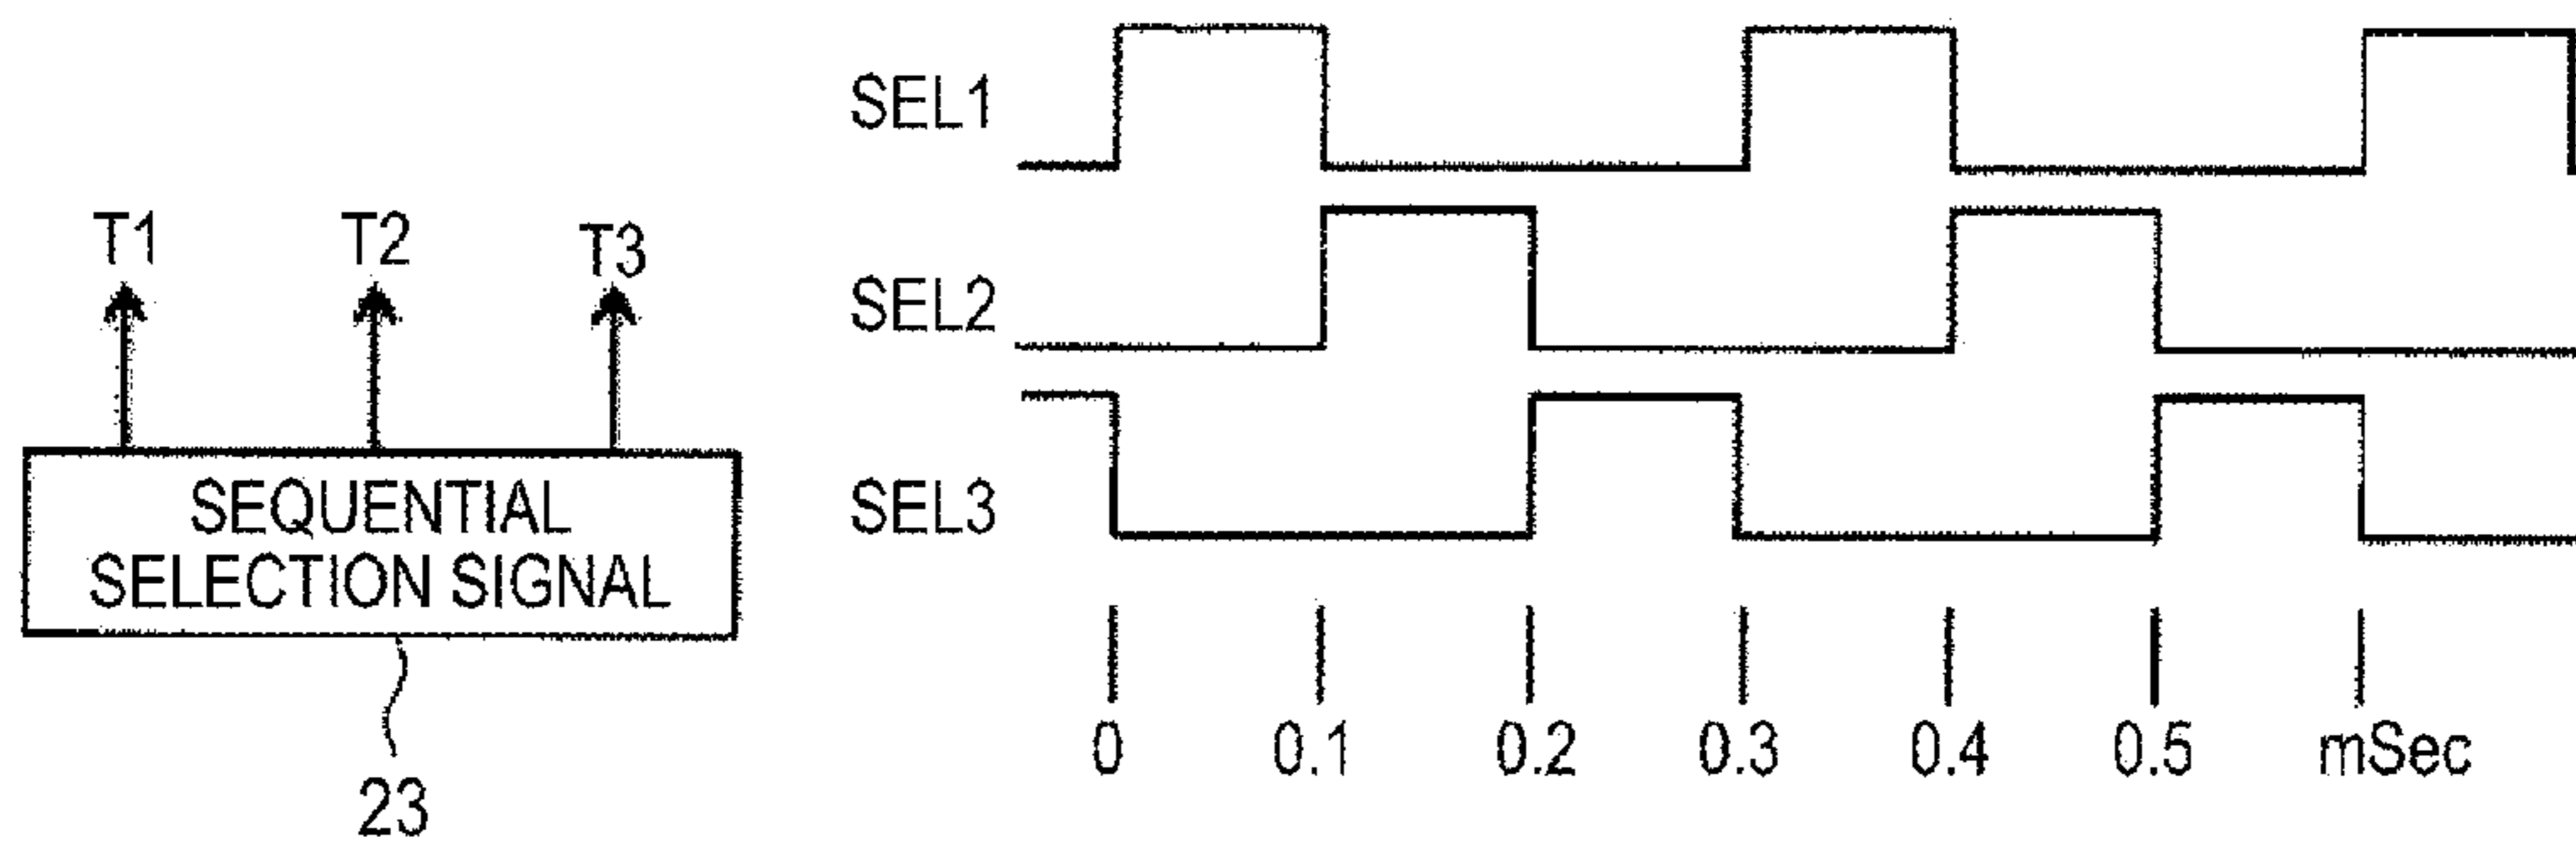 T1 T2 T3
SEQUENTIAL
SELECTION SIGNAL
23
SEL1
SEL2
SEL3
0 0.1 0.2 0.3 0.4 0.5 mSec